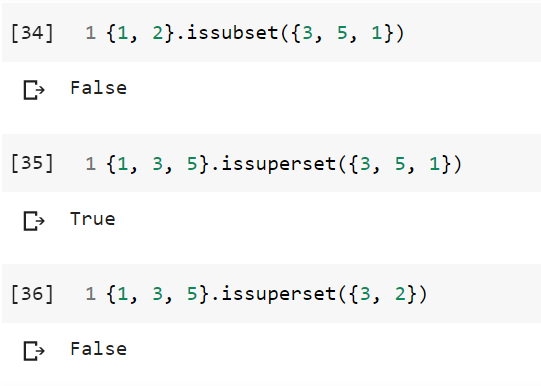 [34] 1 {1, 2}.issubset({3, 5, 1})
False
[35] 1 {1, 3, 5}.issuperset({3, 5, 1})
True
[36] 1 {1, 3, 5}.issuperset({3, 2})
False